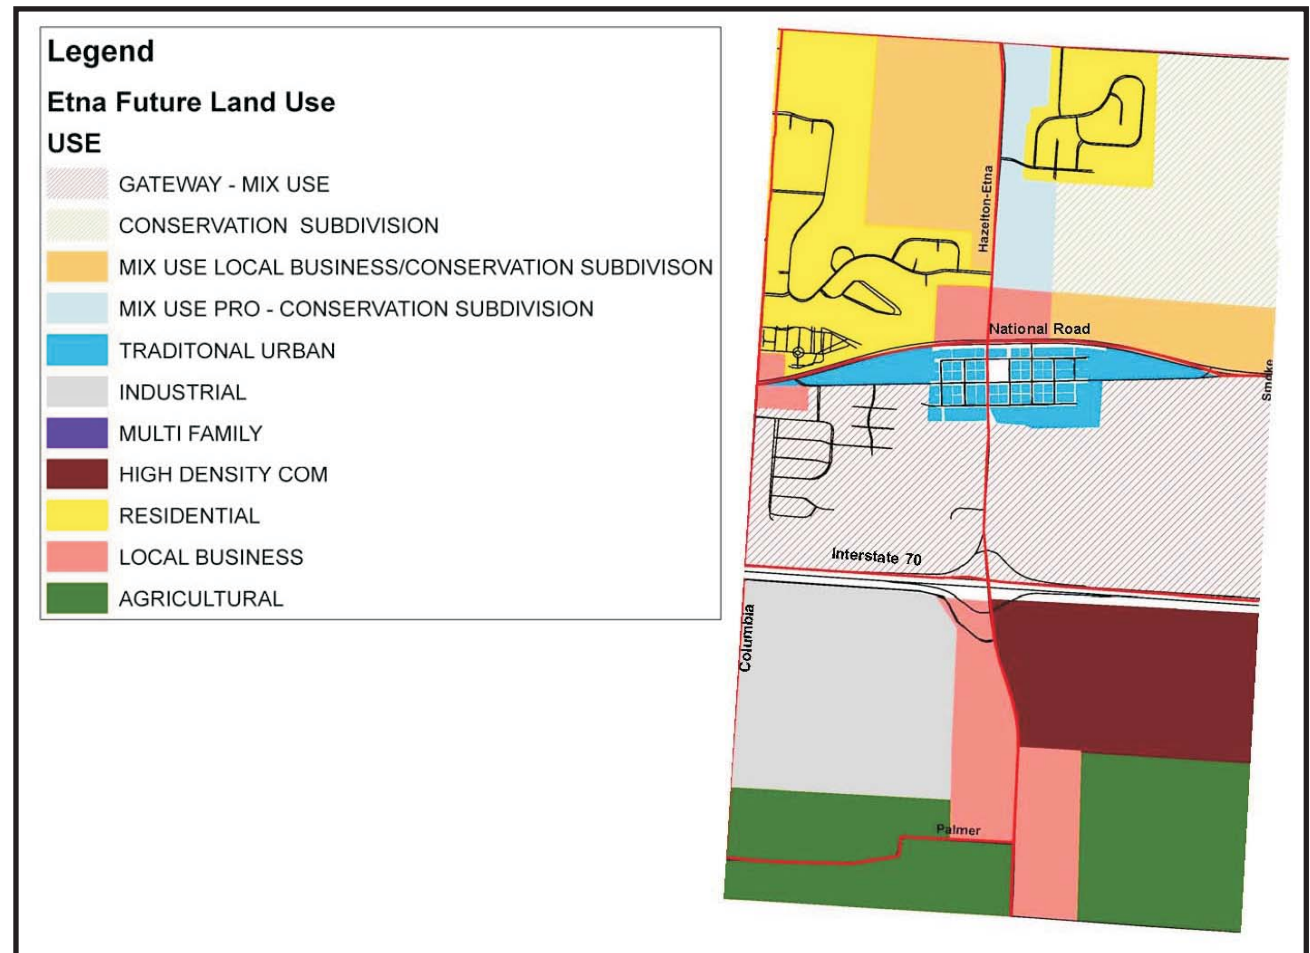 Legend
Etna Future Land Use
USE
GATEWAY - MIX USE
CONSERVATION SUBDIVISION
MIX USE LOCAL BUSINESS/CONSERVATION SUBDIVISON
MIX USE PRO - CONSERVATION SUBDIVISION
TRADITONAL URBAN
INDUSTRIAL
MULTI FAMILY
HIGH DENSITY COM
RESIDENTIAL
LOCAL BUSINESS
AGRICULTURAL
Hazelton-Etna
National Road
Smoke
Interstate 70
Columbia
Palmer